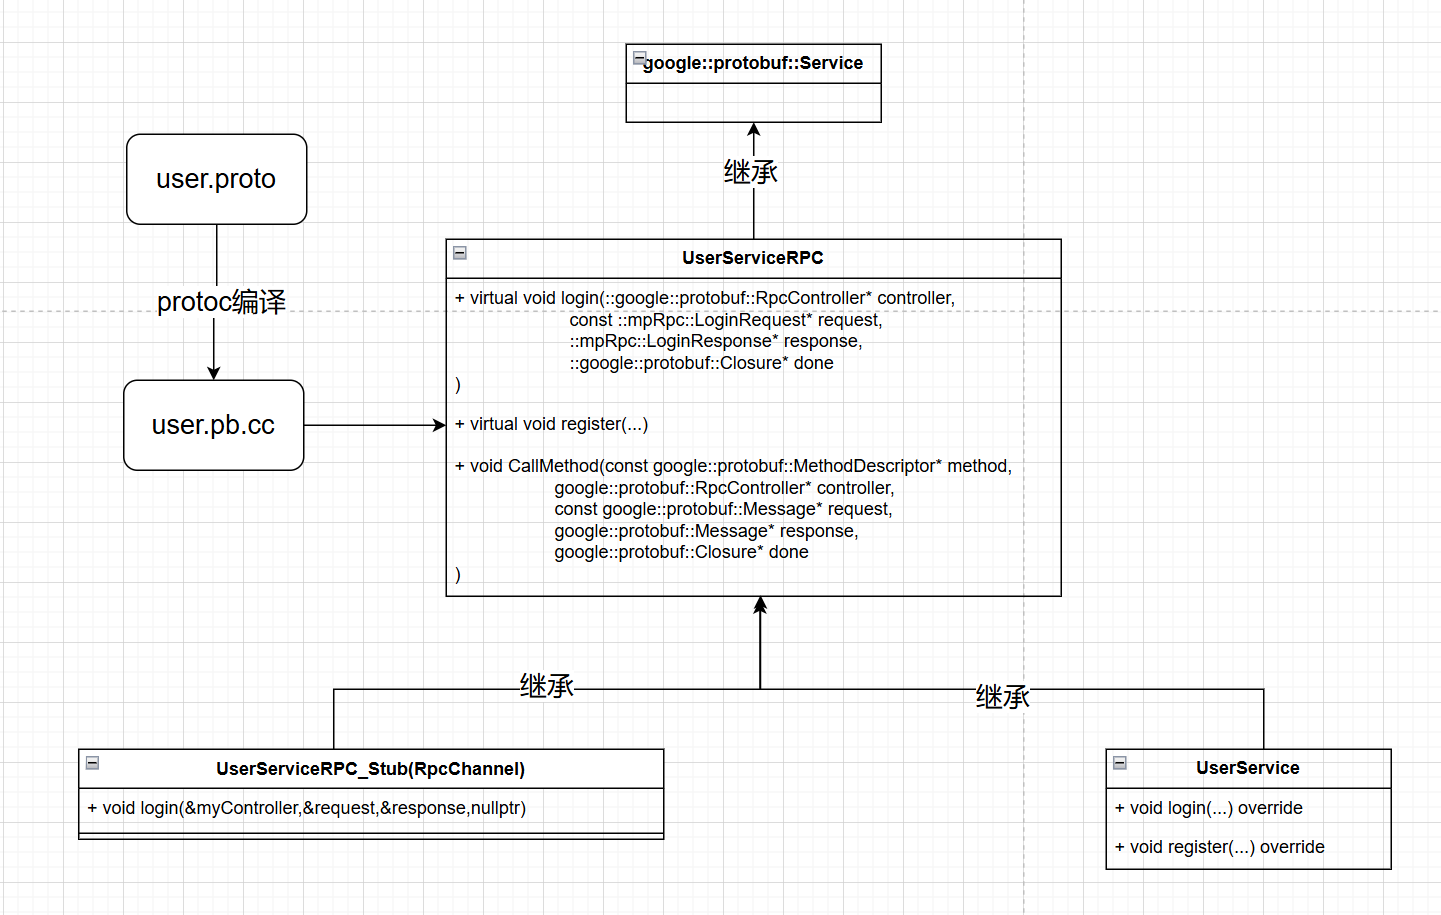 google::protobuf::Service
继承
user.proto
protoc编译
user.pb.cc
UserServiceRPC
+ virtual void login(::google::protobuf::RpcController* controller,
const ::mpRpc::LoginRequest* request,
::mpRpc::LoginResponse* response,
::google::protobuf::Closure* done
)
+ virtual void register(...)
+ void CallMethod(const google::protobuf::MethodDescriptor* method,
google::protobuf::RpcController* controller,
const google::protobuf::Message* request,
google::protobuf::Message* response,
google::protobuf::Closure* done
)
继承
继承
UserServiceRPC_Stub(RpcChannel)
+ void login(&myController,&request,&response,nullptr)
UserService
+ void login(...) override
+ void register(...) override